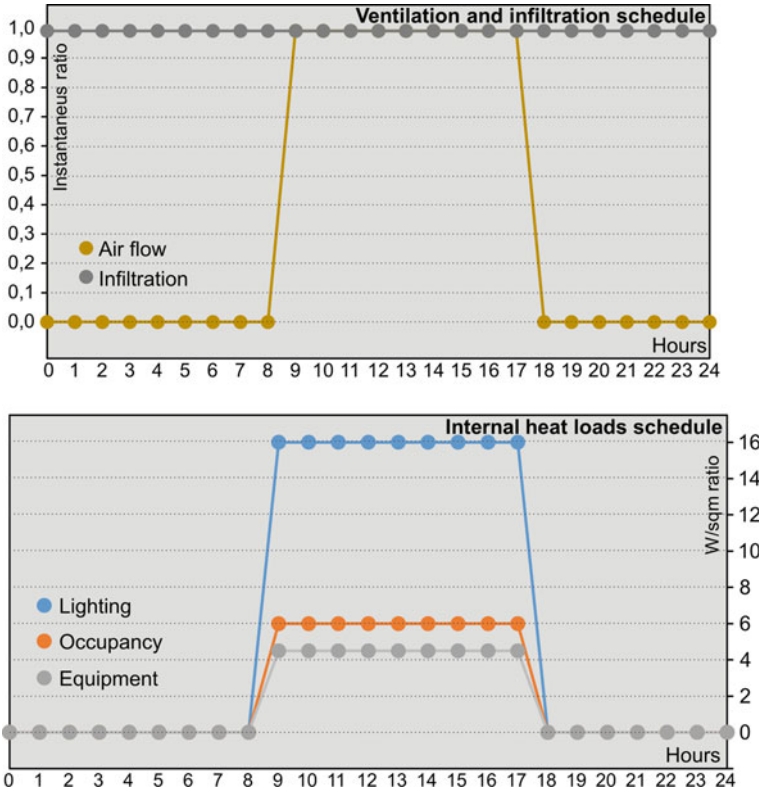 Ventilation and infiltration schedule
Instantaneus ratio
1,0
0,9
0,8
0,7
0,6
0,5
0,4
0,3
0,2
0,1
0,0
Air flow
Infiltration
Hours
0 1 2 3 4 5 6 7 8 9 10 11 12 13 14 15 16 17 18 19 20 21 22 23 24
Internal heat loads schedule
W/sqm ratio
16
14
12
10
8
6
4
2
0
Lighting
Occupancy
Equipment
Hours
0 1 2 3 4 5 6 7 8 9 10 11 12 13 14 15 16 17 18 19 20 21 22 23 24